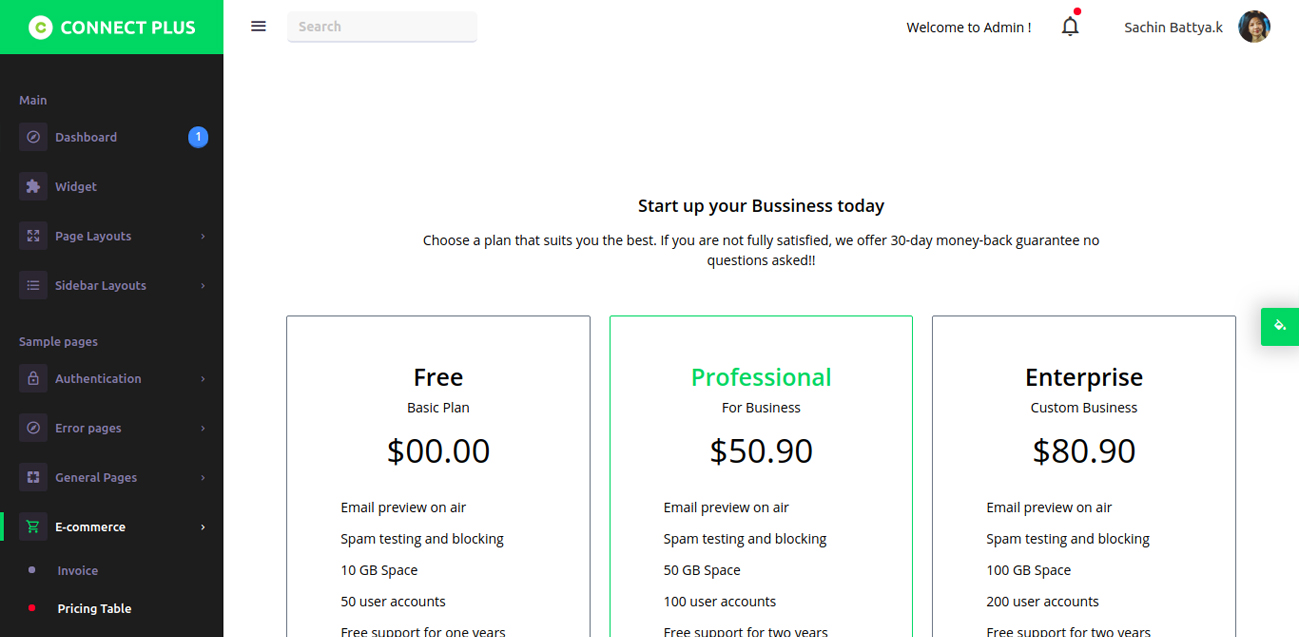 CONNECT PLUS
Search
Welcome to Admin !
Sachin Battya.k
Main
Dashboard
1
Widget
Page Layouts
Sidebar Layouts
Sample pages
Authentication
Error pages
General Pages
E-commerce
Invoice
Pricing Table
Start up your Bussiness today
Choose a plan that suits you the best. If you are not fully satisfied, we offer 30-day money-back guarantee no
questions asked!!
Free
Basic Plan
$00.00
Email preview on air
Spam testing and blocking
10 GB Space
50 user accounts
Free support for one years
Professional
For Business
$50.90
Email preview on air
Spam testing and blocking
50 GB Space
100 user accounts
Free support for two years
Enterprise
Custom Business
$80.90
Email preview on air
Spam testing and blocking
100 GB Space
200 user accounts
Free support for two years